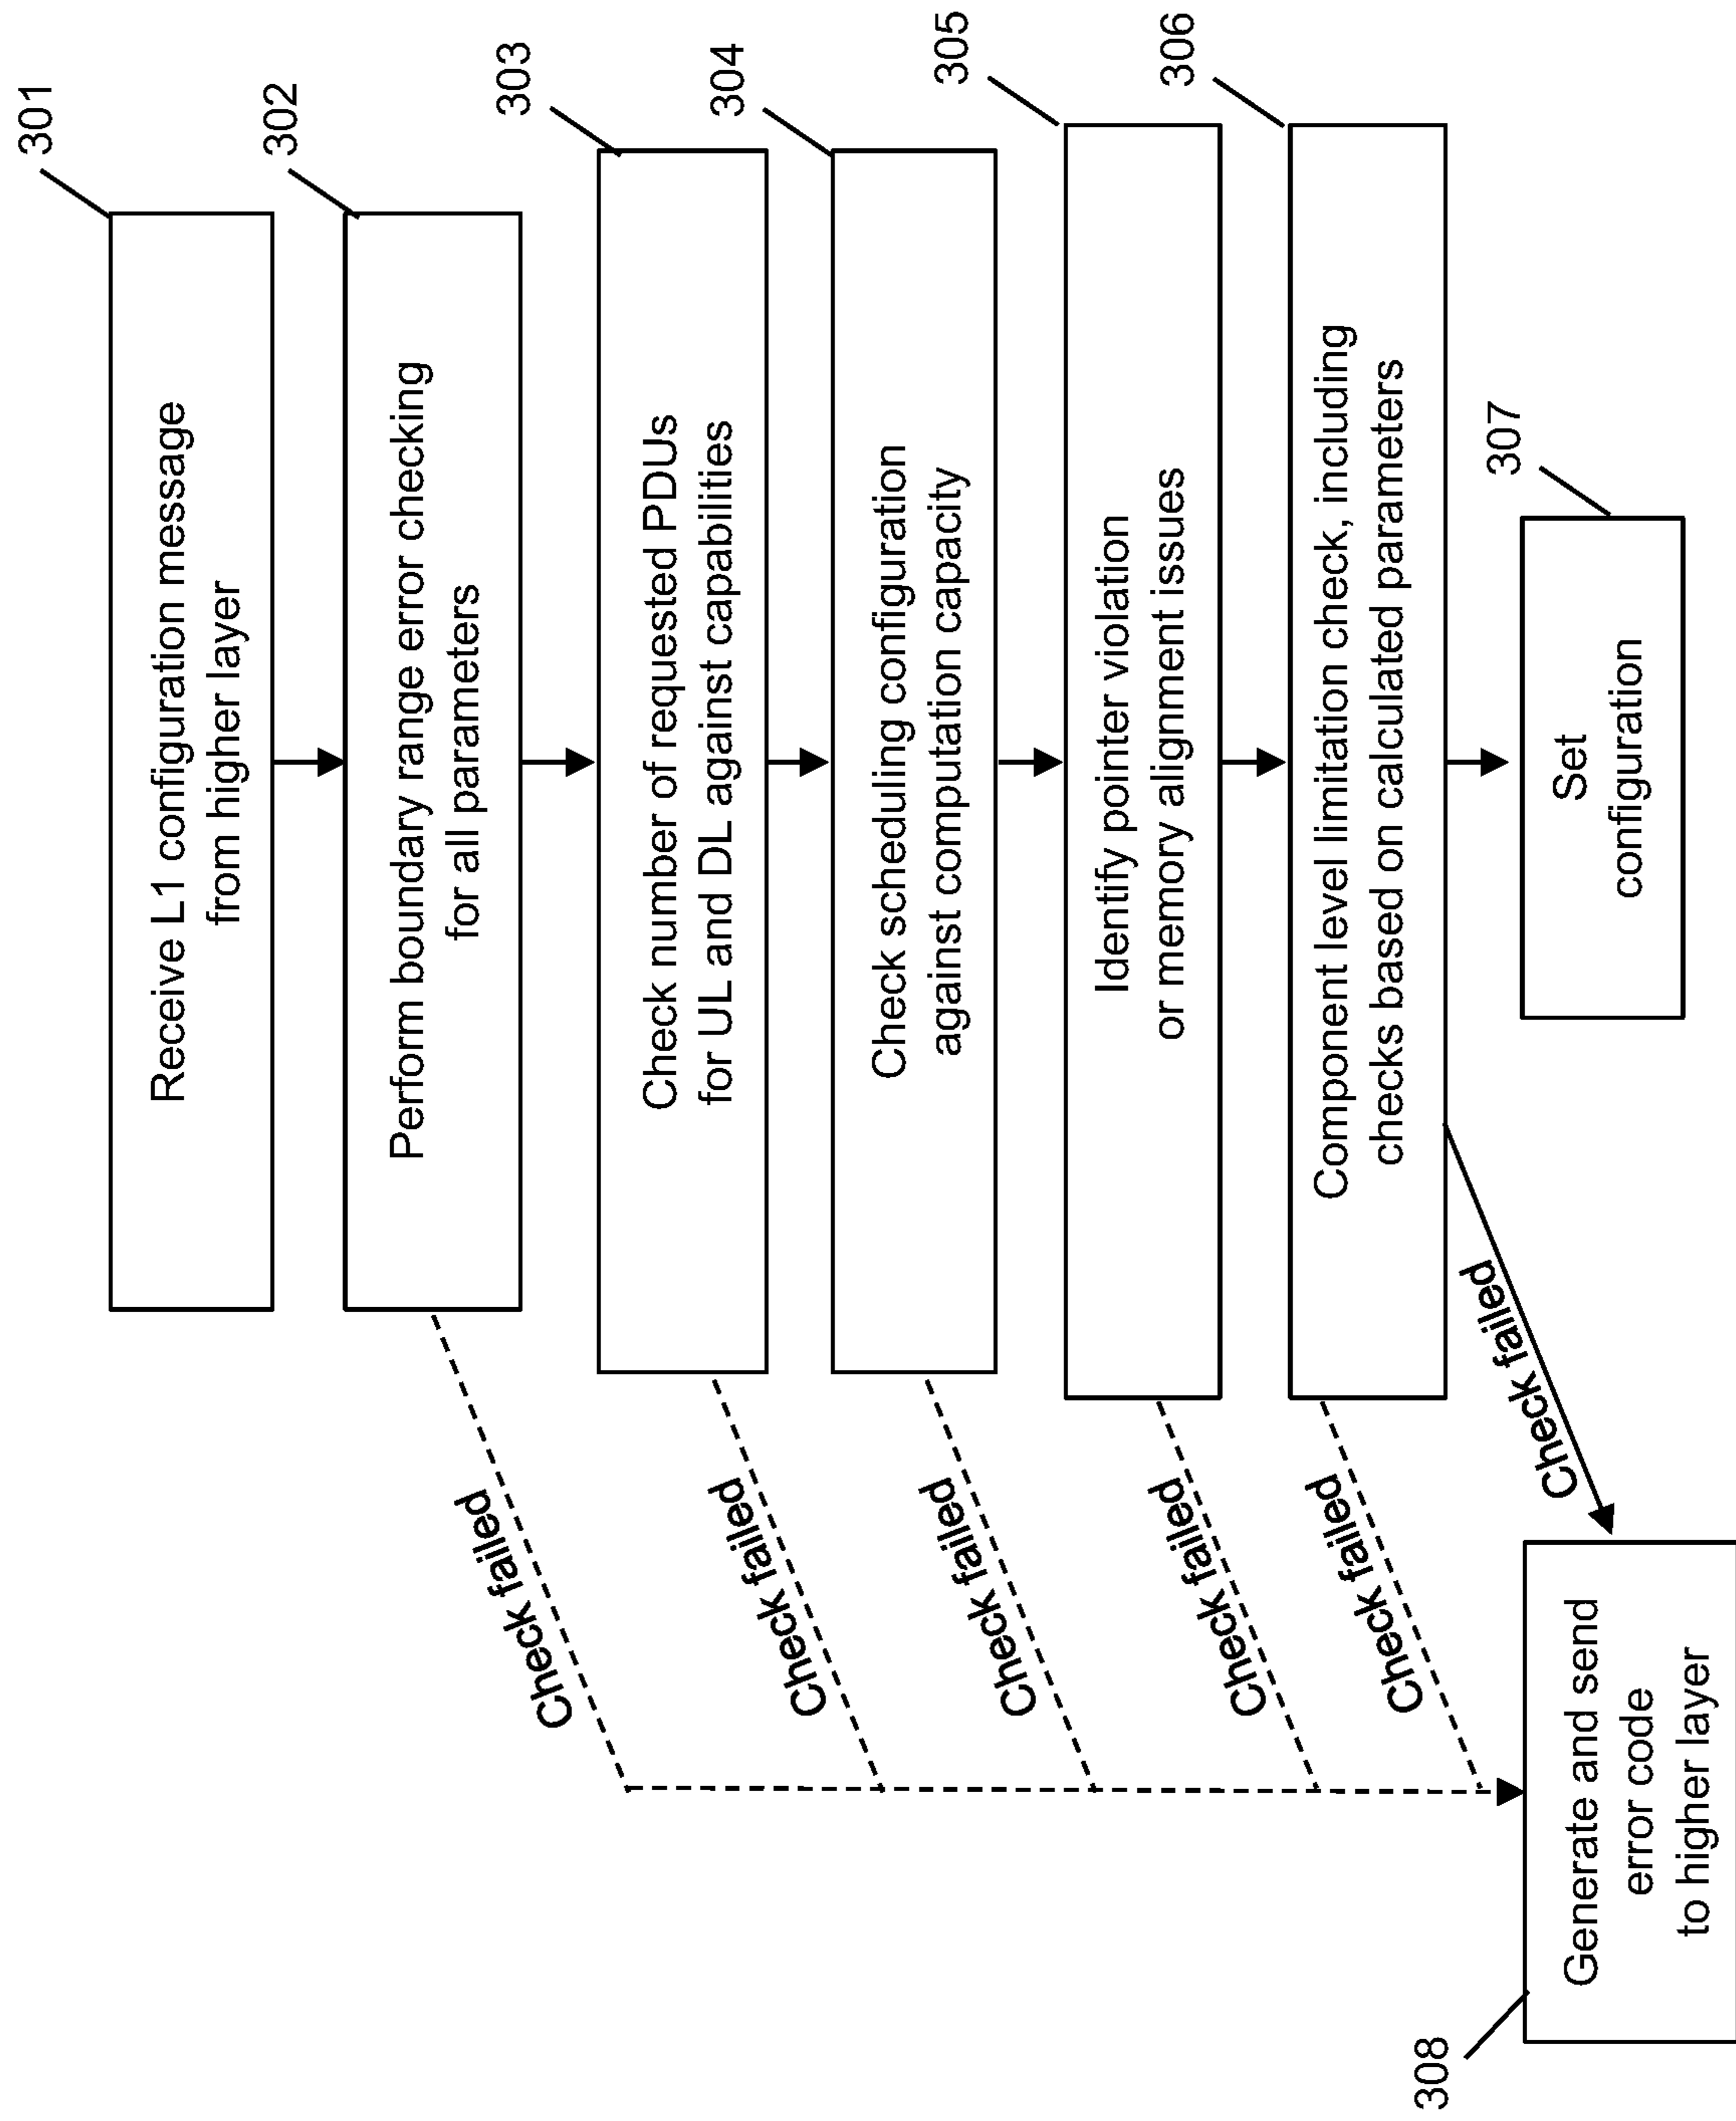 301
Receive L1 configuration message
from higher layer
302
Perform boundary range error checking
for all parameters
303
Check number of requested PDUs
for UL and DL against capabilities
304
Check scheduling configuration
against computation capacity
305
Identify pointer violation
or memory alignment issues
306
Component level limitation check, including
checks based on calculated parameters
307
Set
configuration
Check failed
Check failed
Check failed
Check failed
Check failed
Check failed
308
Generate and send
error code
to higher layer